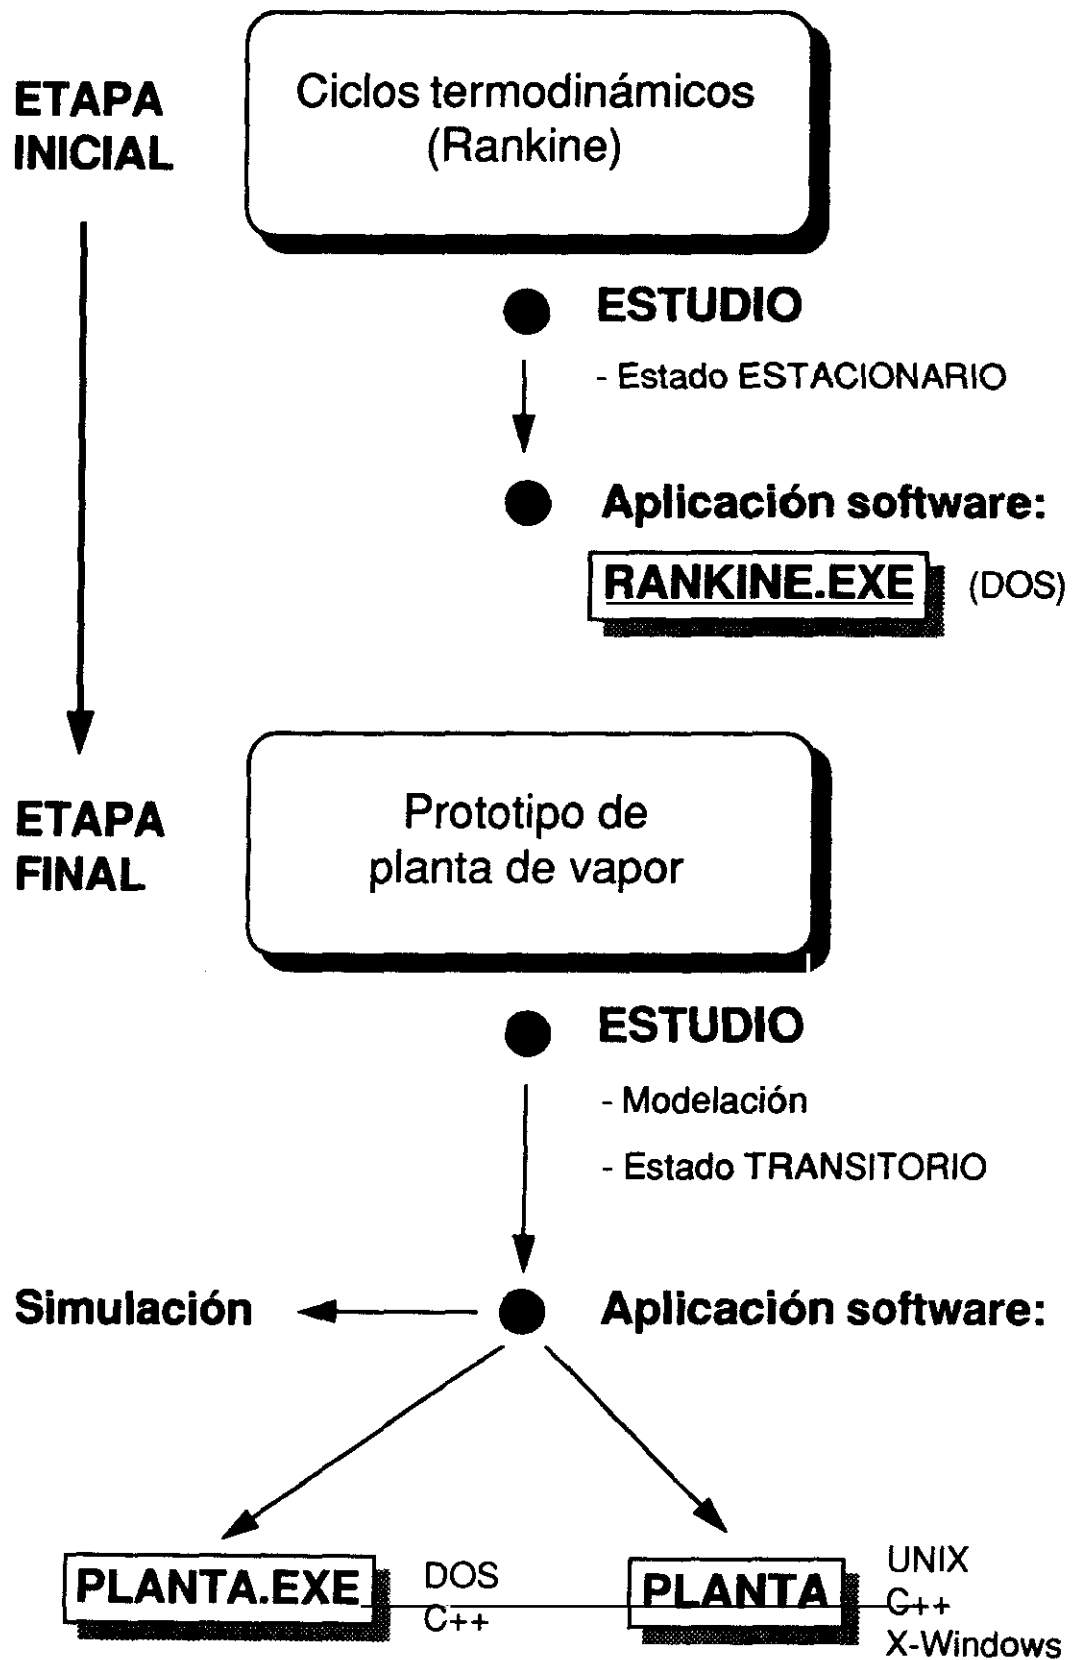 ETAPA
INICIAL
Ciclos termodinámicos
(Rankine)
ESTUDIO
- Estado ESTACIONARIO
Aplicación software:
RANKINE.EXE (DOS)
ETAPA
FINAL
Prototipo de
planta de vapor
ESTUDIO
- Modelación
- Estado TRANSITORIO
Simulación
Aplicación software:
PLANTA.EXE
DOS
C++
PLANTA
UNIX
C++
X-Windows